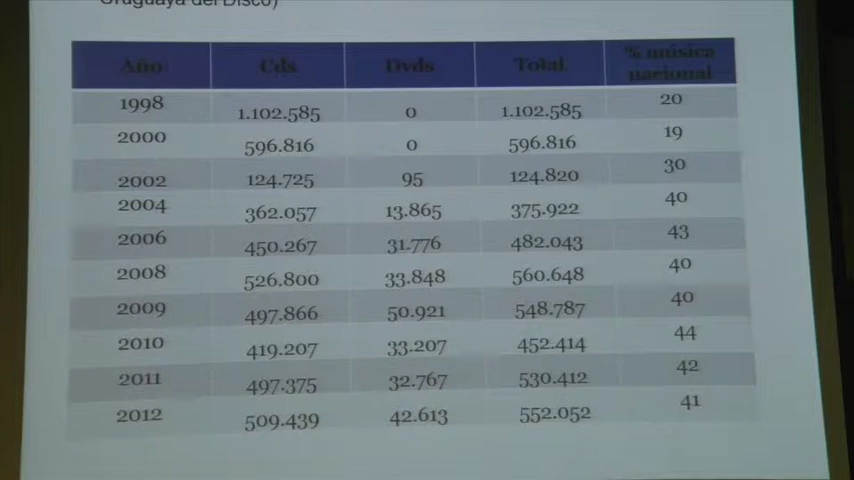 Uruguaya del Disco)
Año Cds Dvds Total % música nacional
1998 1.102.585 0 1.102.585 20
2000 596.816 0 596.816 19
2002 124.725 95 124.820 30
2004 362.057 13.865 375.922 40
2006 450.267 31.776 482.043 43
2008 526.800 33.848 560.648 40
2009 497.866 50.921 548.787 40
2010 419.207 33.207 452.414 44
2011 497.375 32.767 530.412 42
2012 509.439 42.613 552.052 41